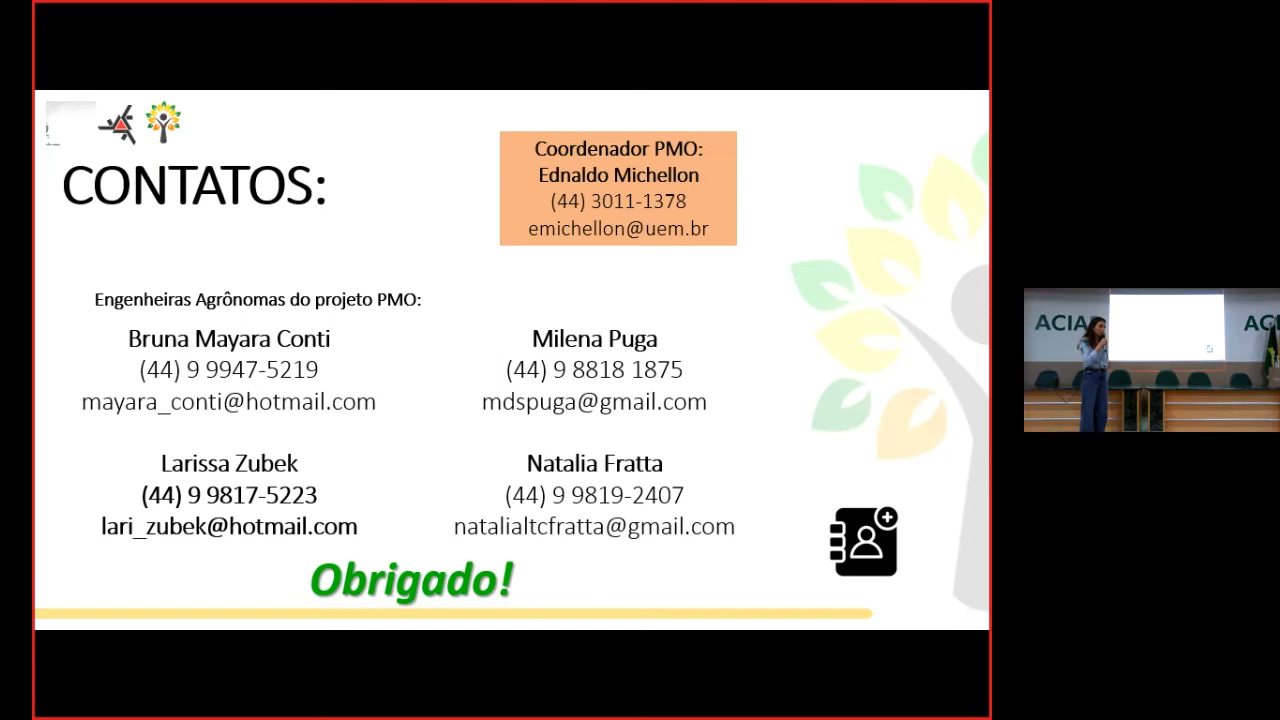 CONTATOS:
Coordenador PMO:
Ednaldo Michellon
(44) 3011-1378
emichellon@uem.br
Engenheiras Agrônomas do projeto PMO:
Bruna Mayara Conti
(44) 9 9947-5219
mayara_conti@hotmail.com
Milena Puga
(44) 9 8818 1875
mdspuga@gmail.com
Larissa Zubek
(44) 9 9817-5223
lari_zubek@hotmail.com
Natalia Fratta
(44) 9 9819-2407
natalialtcfratta@gmail.com
Obrigado!
ACIA
AC